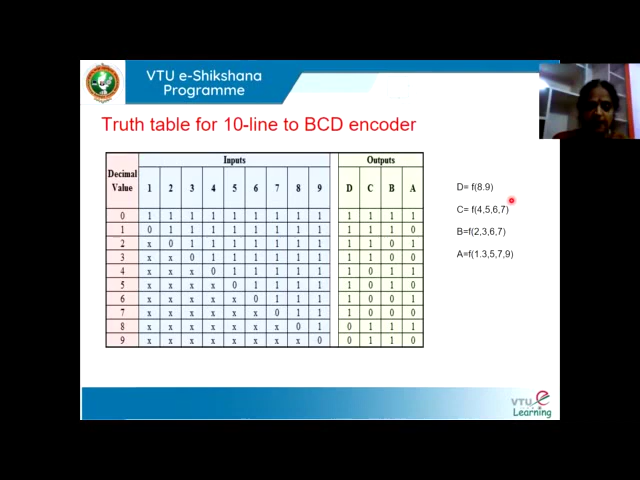 VTU e-Shikshana
Programme
Truth table for 10-line to BCD encoder
Decimal Value Inputs Outputs
1 2 3 4 5 6 7 8 9 D C B A
0 1 1 1 1 1 1 1 1 1 1 1 1 1
1 0 1 1 1 1 1 1 1 1 1 1 1 0
2 x 0 1 1 1 1 1 1 1 1 1 0 1
3 x x 0 1 1 1 1 1 1 1 1 0 0
4 x x x 0 1 1 1 1 1 1 0 1 1
5 x x x x 0 1 1 1 1 1 0 1 0
6 x x x x x 0 1 1 1 1 0 0 1
7 x x x x x x 0 1 1 1 0 0 0
8 x x x x x x x 0 1 0 1 1 1
9 x x x x x x x x 0 0 1 1 0
D= f(8.9)
C= f(4,5,6,7)
B=f(2,3,6,7)
A=f(1.3,5,7,9)
VTU e
Learning